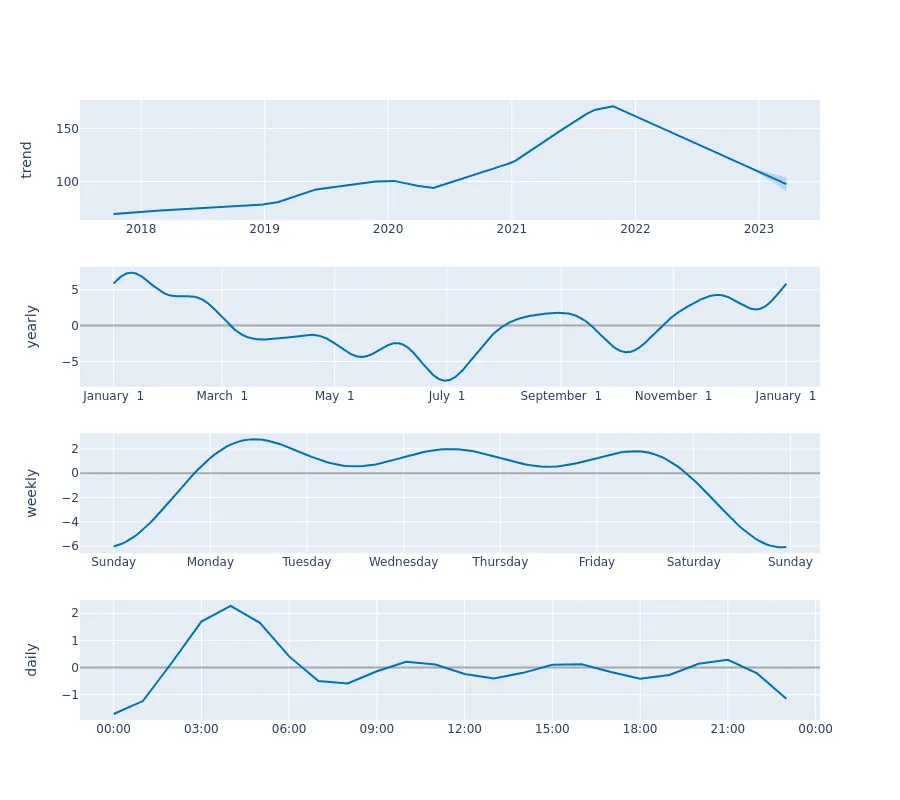 trend
150
100
2018 2019 2020 2021 2022 2023
yearly
5
0
−5
January 1 March 1 May 1 July 1 September 1 November 1 January 1
weekly
2
0
−2
−4
−6
Sunday Monday Tuesday Wednesday Thursday Friday Saturday Sunday
daily
2
1
0
−1
00:00 03:00 06:00 09:00 12:00 15:00 18:00 21:00 00:00